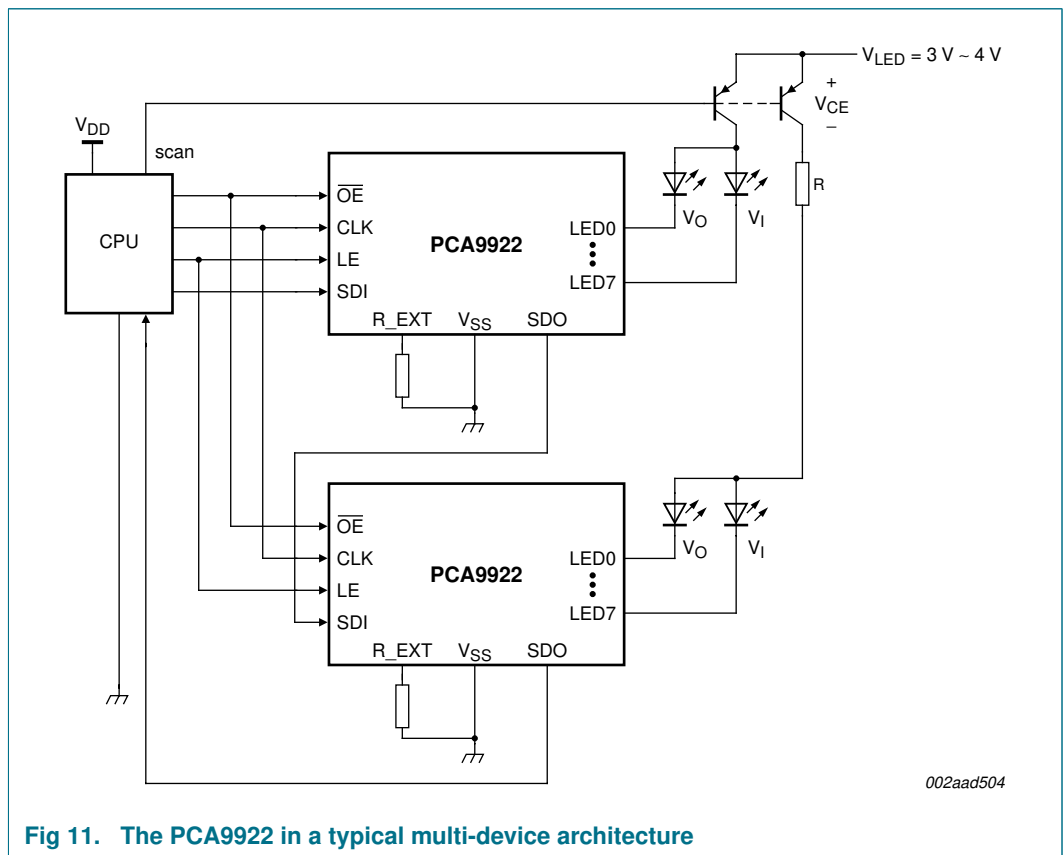 V_LED = 3 V ~ 4 V
+
V_CE
–
V_DD
scan
R
CPU
OE
CLK
LE
SDI
PCA9922
LED0
LED7
R_EXT
V_SS
SDO
V_O
V_I
OE
CLK
LE
SDI
PCA9922
LED0
LED7
R_EXT
V_SS
SDO
V_O
V_I
002aad504
Fig 11. The PCA9922 in a typical multi-device architecture